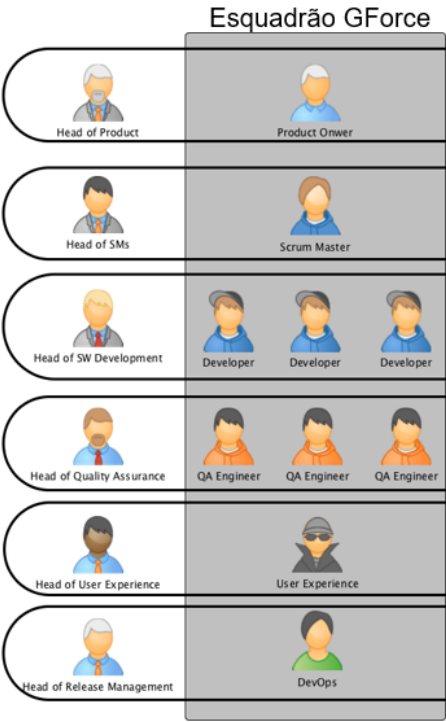 Esquadrão GForce
Head of Product
Product Onwer
Head of SMs
Scrum Master
Head of SW Development
Developer
Developer
Developer
Head of Quality Assurance
QA Engineer
QA Engineer
QA Engineer
Head of User Experience
User Experience
Head of Release Management
DevOps